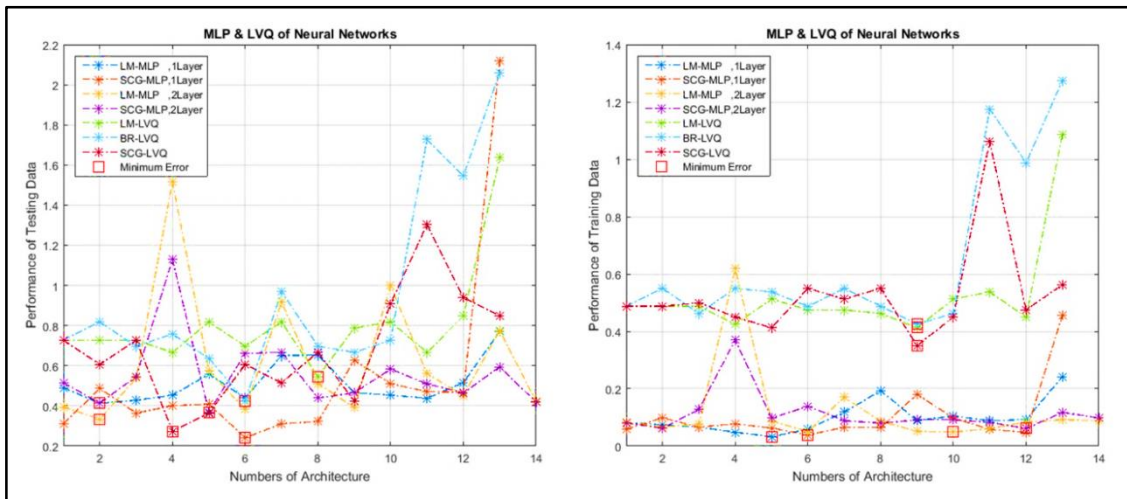 MLP & LVQ of Neural Networks
2.2
2
1.8
1.6
1.4
1.2
1
0.8
0.6
0.4
0.2
Performance of Testing Data
LM-MLP ,1Layer
SCG-MLP,1Layer
LM-MLP ,2Layer
SCG-MLP,2Layer
LM-LVQ
BR-LVQ
SCG-LVQ
Minimum Error
2 4 6 8 10 12 14
Numbers of Architecture
MLP & LVQ of Neural Networks
1.4
1.2
1
0.8
0.6
0.4
0.2
0
Performance of Training Data
LM-MLP ,1Layer
SCG-MLP,1Layer
LM-MLP ,2Layer
SCG-MLP,2Layer
LM-LVQ
BR-LVQ
SCG-LVQ
Minimum Error
2 4 6 8 10 12 14
Numbers of Architecture